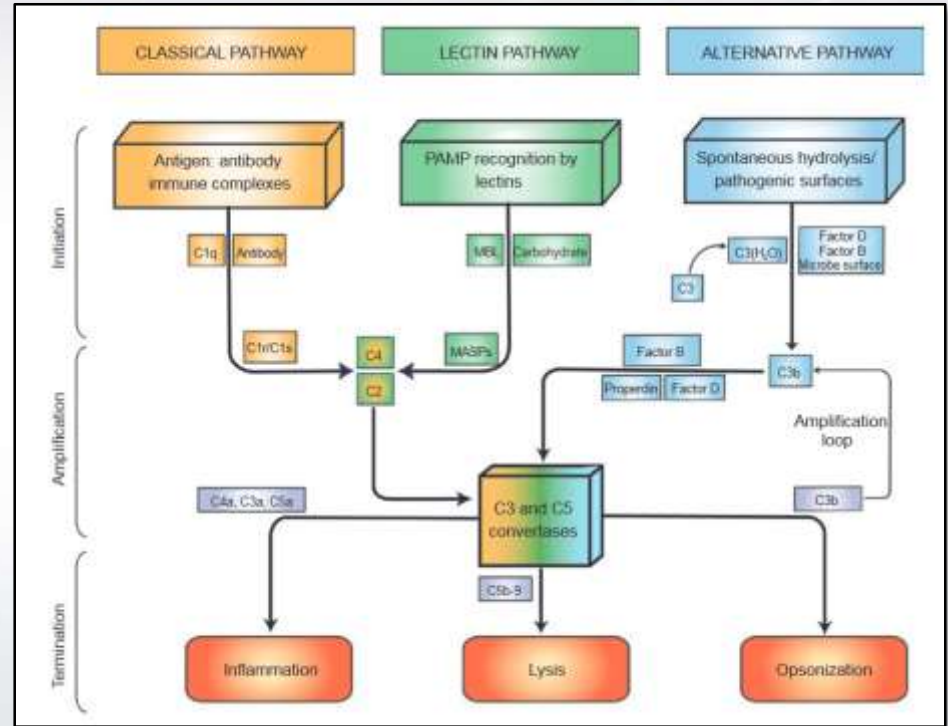 CLASSICAL PATHWAY
LECTIN PATHWAY
ALTERNATIVE PATHWAY
Initiation
Antigen: antibody
immune complexes
PAMP recognition by
lectins
Spontaneous hydrolysis/
pathogenic surfaces
C1q
Antibody
MBL
Carbohydrate
C3
C3(H₂O)
Factor D
Factor B
Microbe surface
Amplification
C1r/C1s
C4
C2
MASPs
Factor B
Properdin
Factor D
C3b
Amplification
loop
C4a, C3a, C5a
C3 and C5
convertases
C3b
Termination
C5b-9
Inflammation
Lysis
Opsonization